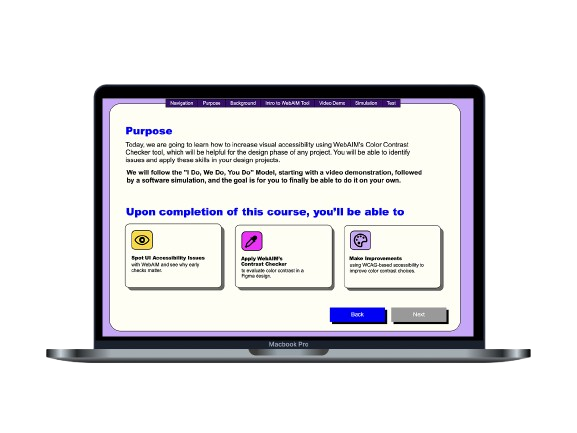 Navigation Purpose Background Intro to WebAIM Tool Video Demo Simulation Test
Purpose
Today, we are going to learn how to increase visual accessibility using WebAIM's Color Contrast
Checker tool, which will be helpful for the design phase of any project. You will be able to identify
issues and apply these skills in your design projects.
We will follow the "I Do, We Do, You Do" Model, starting with a video demonstration, followed
by a software simulation, and the goal is for you to finally be able to do it on your own.
Upon completion of this course, you'll be able to
Spot UI Accessibility Issues
with WebAIM and see why early
checks matter.
Apply WebAIM's
Contrast Checker
to evaluate color contrast in a
Figma design.
Make Improvements
using WCAG-based accessibility to
improve color contrast choices.
Back
Next
Macbook Pro